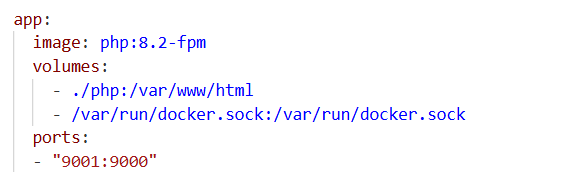 app:
  image: php:8.2-fpm
  volumes:
    - ./php:/var/www/html
    - /var/run/docker.sock:/var/run/docker.sock
  ports:
  - "9001:9000"